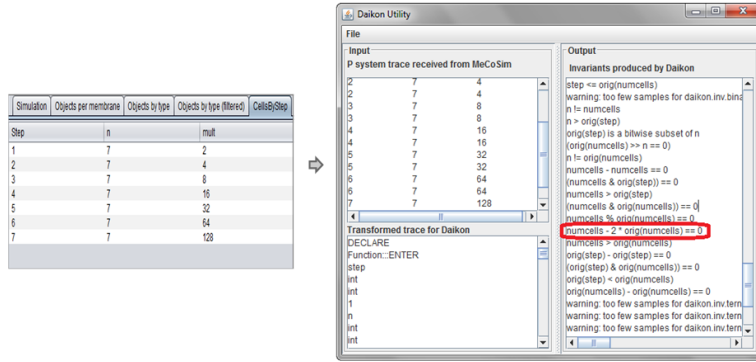 Simulation Objects per membrane Objects by type Objects by type (filtered) CellsByStep
Step n mult
1 7 2
2 7 4
3 7 8
4 7 16
5 7 32
6 7 64
7 7 128
Daikon Utility
File
Input
P system trace received from MeCoSim
2 7 4
2 7 4
3 7 8
3 7 8
4 7 16
4 7 16
5 7 32
5 7 32
6 7 64
6 7 64
7 7 128
Transformed trace for Daikon
DECLARE
Function:::ENTER
step
int
int
1
n
int
int
Output
Invariants produced by Daikon
step <= orig(numcells)
warning: too few samples for daikon.inv.bina
n != numcells
n > orig(step)
orig(step) is a bitwise subset of n
(orig(numcells) >> n == 0)
n != orig(numcells)
numcells - numcells == 0
(numcells & orig(step)) == 0
numcells > orig(step)
(numcells & orig(numcells)) == 0
numcells % orig(numcells) == 0
numcells - 2 * orig(numcells) == 0
numcells > orig(numcells)
orig(step) - orig(step) == 0
(orig(step) & orig(numcells)) == 0
orig(step) < orig(numcells)
orig(numcells) - orig(numcells) == 0
warning: too few samples for daikon.inv.tern
warning: too few samples for daikon.inv.tern
warning: too few samples for daikon.inv.tern